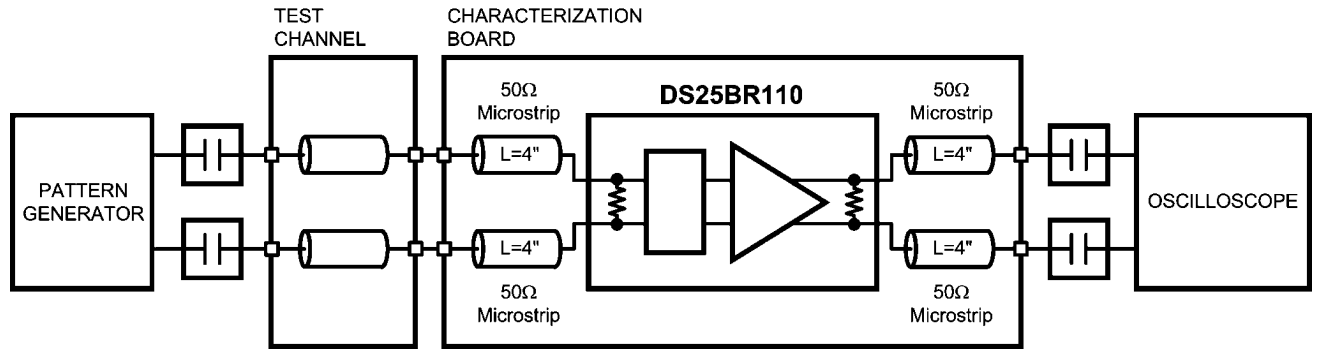 TEST
CHANNEL
CHARACTERIZATION
BOARD
50Ω
Microstrip
DS25BR110
50Ω
Microstrip
L=4"
L=4"
PATTERN
GENERATOR
OSCILLOSCOPE
L=4"
L=4"
50Ω
Microstrip
50Ω
Microstrip